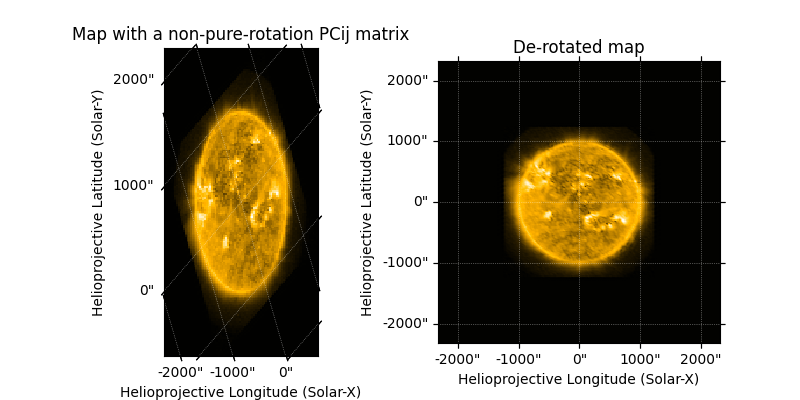 Map with a non-pure-rotation PCij matrix
2000"
1000"
0"
Helioprojective Latitude (Solar-Y)
-2000" -1000" 0"
Helioprojective Longitude (Solar-X)
De-rotated map
2000"
1000"
0"
-1000"
-2000"
Helioprojective Latitude (Solar-Y)
-2000" -1000" 0" 1000" 2000"
Helioprojective Longitude (Solar-X)